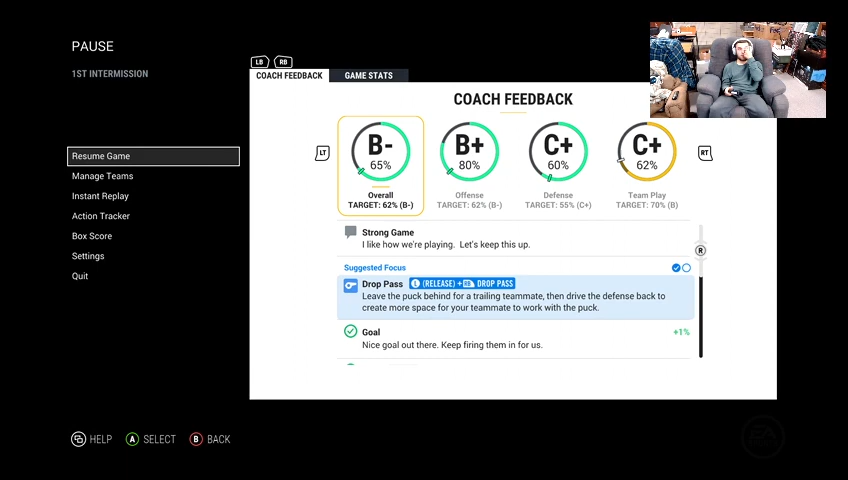 PAUSE
1ST INTERMISSION
Resume Game
Manage Teams
Instant Replay
Action Tracker
Box Score
Settings
Quit
LB RB
COACH FEEDBACK GAME STATS
COACH FEEDBACK
LT
B-
65%
Overall
TARGET: 62% (B-)
B+
80%
Offense
TARGET: 62% (B-)
C+
60%
Defense
TARGET: 55% (C+)
C+
62%
Team Play
TARGET: 70% (B)
RT
Strong Game
I like how we're playing. Let's keep this up.
R
Suggested Focus
Drop Pass L (RELEASE) + RB DROP PASS
Leave the puck behind for a trailing teammate, then drive the defense back to
create more space for your teammate to work with the puck.
Goal +1%
Nice goal out there. Keep firing them in for us.
HELP A SELECT B BACK
EA